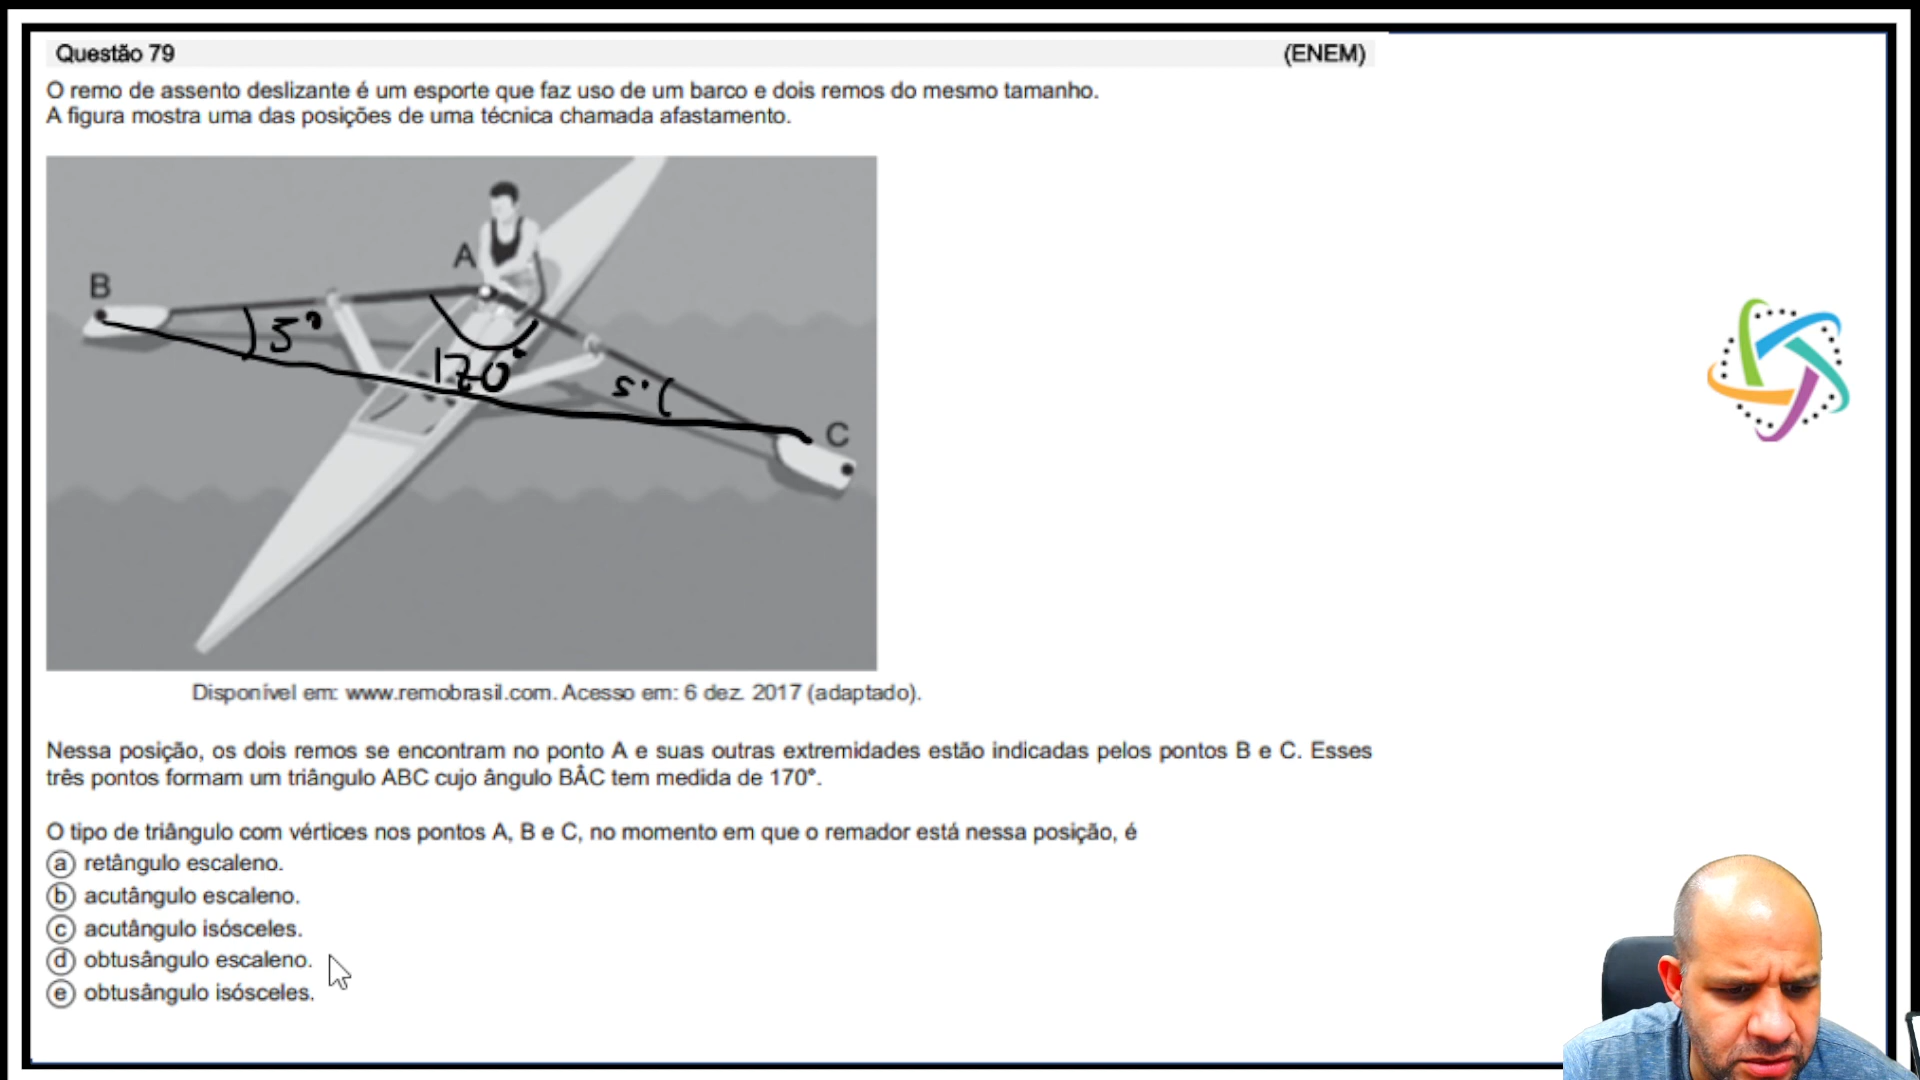 Questão 79 (ENEM)
O remo de assento deslizante é um esporte que faz uso de um barco e dois remos do mesmo tamanho.
A figura mostra uma das posições de uma técnica chamada afastamento.
A
B
5°
170°
5°
C
Disponível em: www.remobrasil.com. Acesso em: 6 dez. 2017 (adaptado).
Nessa posição, os dois remos se encontram no ponto A e suas outras extremidades estão indicadas pelos pontos B e C. Esses
três pontos formam um triângulo ABC cujo ângulo BÂC tem medida de 170°.
O tipo de triângulo com vértices nos pontos A, B e C, no momento em que o remador está nessa posição, é
a retângulo escaleno.
b acutângulo escaleno.
c acutângulo isósceles.
d obtusângulo escaleno.
e obtusângulo isósceles.